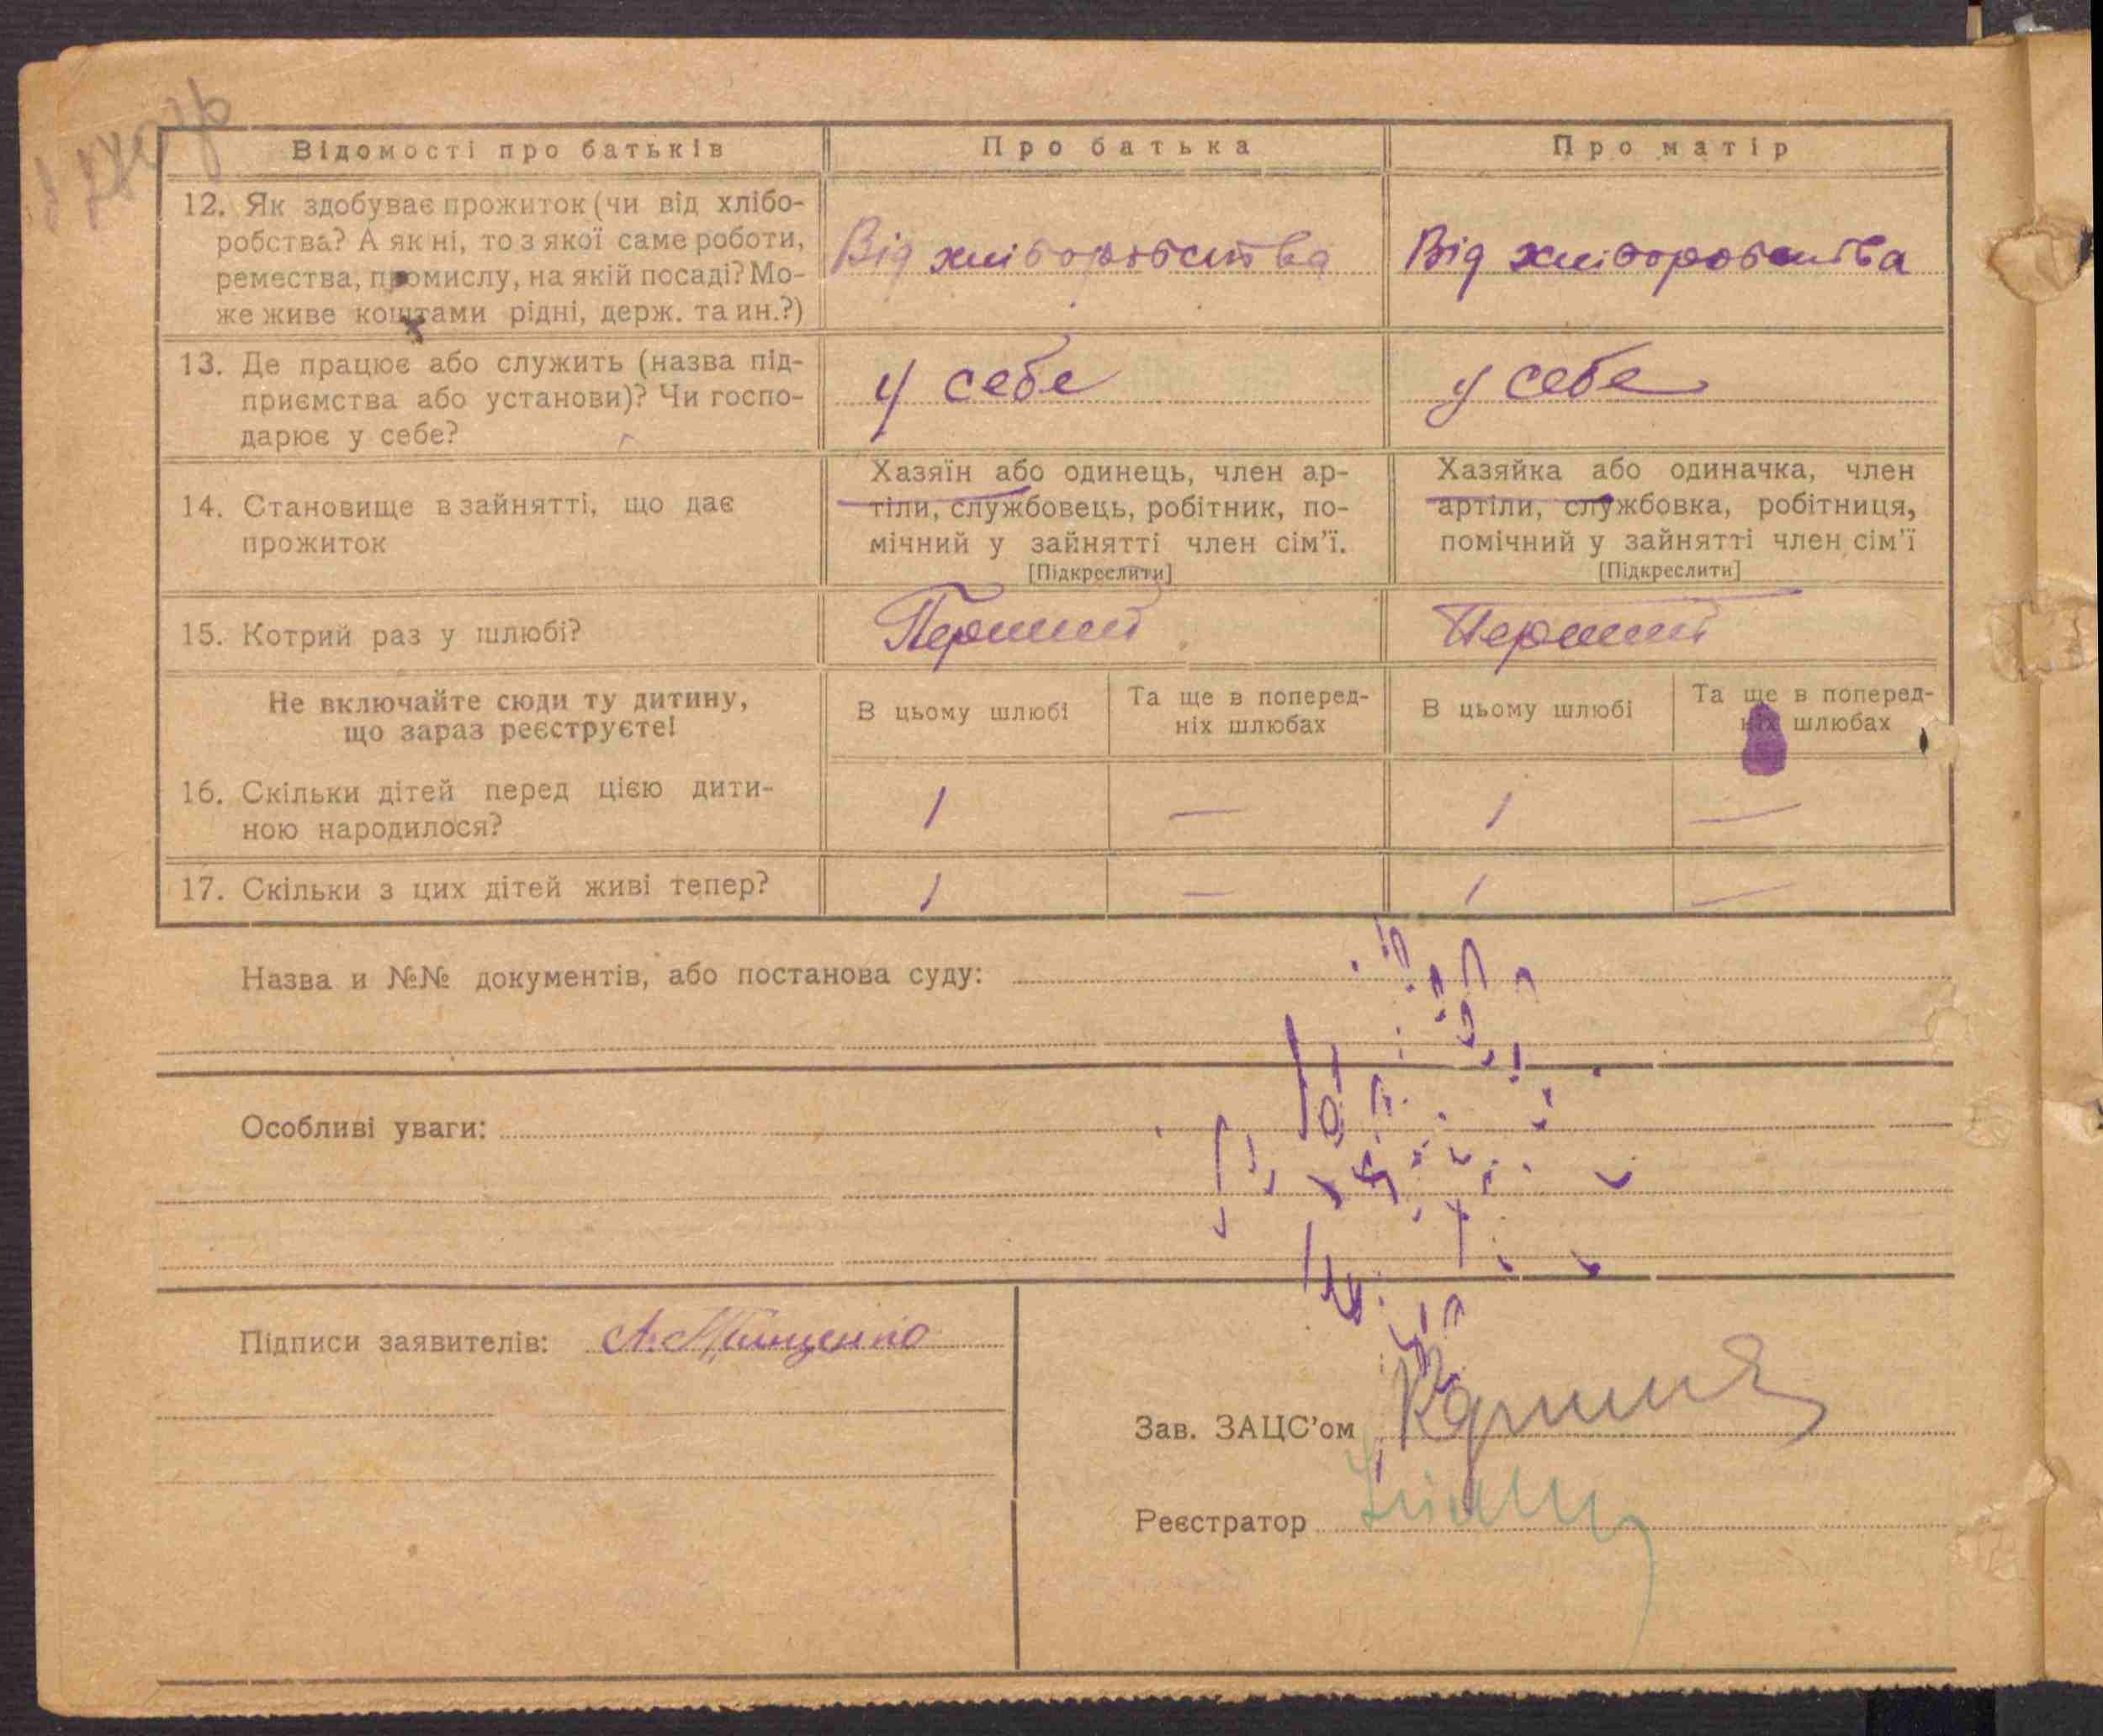 Відомості про батьків
Про батька
Про матір
12. Як здобуває прожиток (чи від хлібо-
робства? А як ні, то з якої саме роботи,
ремества, промислу, на якій посаді? Мо-
же живе коштами рідні, держ. та ин.?)
Від хліборобства
Від хліборобства
13. Де працює або служить (назва під-
приємства або установи)? Чи госпо-
дарює у себе?
у себе
у себе
14. Становище в зайнятті, що дає
прожиток
Хазяїн або одинець, член ар-
тіли, службовець, робітник, по-
мічний у зайнятті член сім'ї.
[Підкреслити]
Хазяйка або одиначка, член
артіли, службовка, робітниця,
помічний у зайнятті член сім'ї
[Підкреслити]
15. Котрий раз у шлюбі?
Перший
Перший
Не включайте сюди ту дитину,
що зараз реєструєте!
В цьому шлюбі
Та ще в поперед-
ніх шлюбах
В цьому шлюбі
Та ще в поперед-
ніх шлюбах
16. Скільки дітей перед цією дити-
ною народилося?
1 — 1 —
17. Скільки з цих дітей живі тепер?
1 — 1 —
Назва и №№ документів, або постанова суду:
Особливі уваги:
Підписи заявителів:
Зав. ЗАЦС'ом
Реєстратор